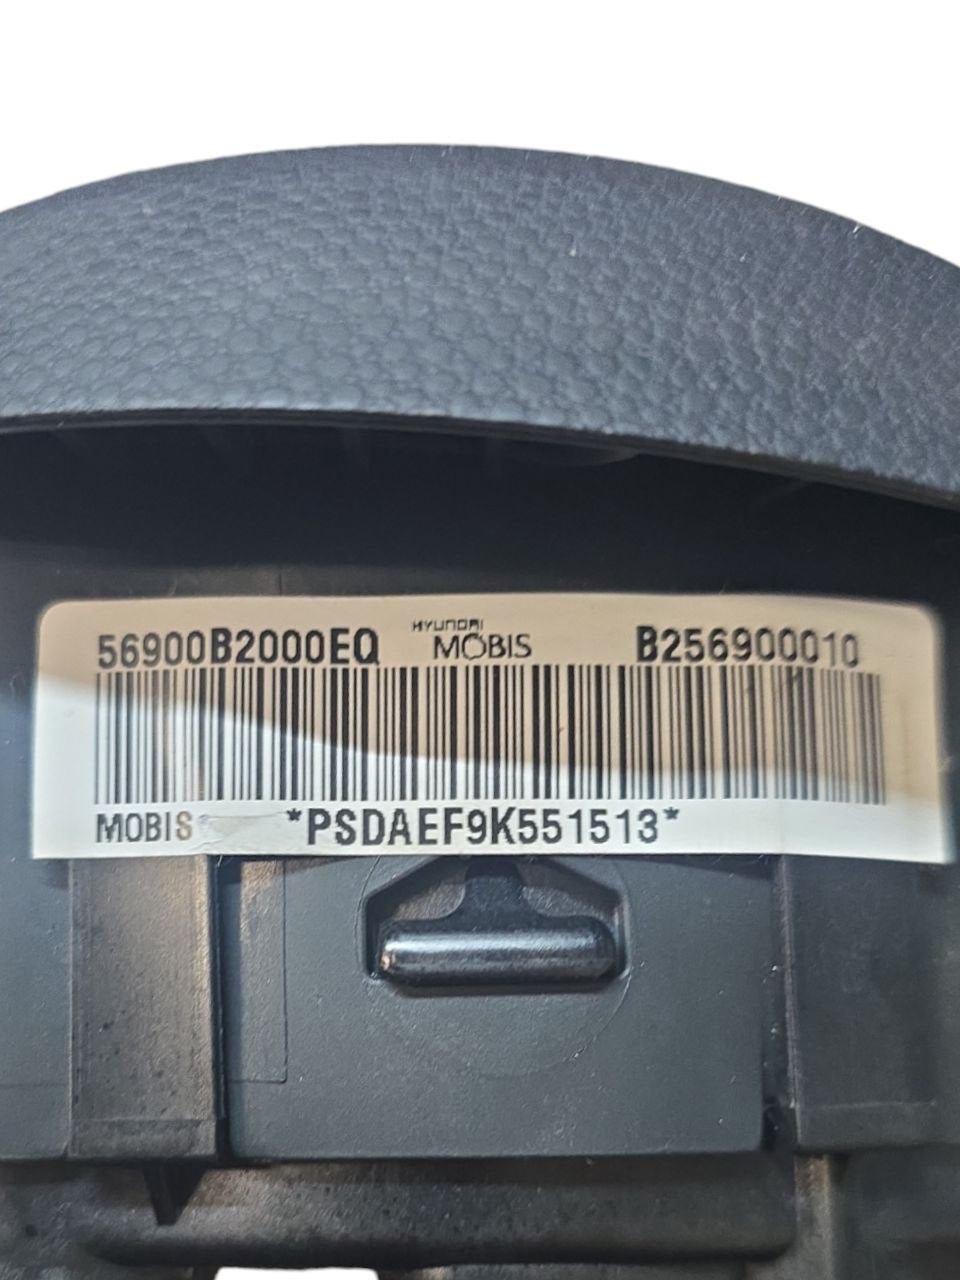 56900B2000EQ HYUNDAI MOBIS B256900010
MOBIS *PSDAEF9K551513*